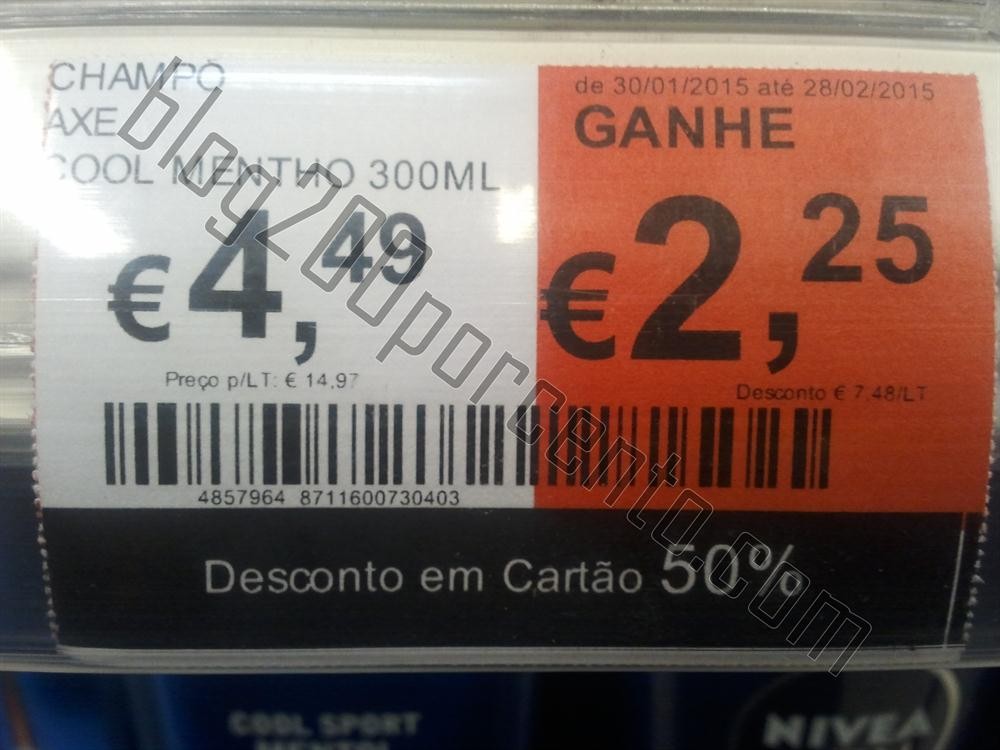 CHAMPÔ
AXE
COOL MENTHO 300ML
€4,49
Preço p/LT: € 14,97
de 30/01/2015 até 28/02/2015
GANHE
€2,25
Desconto € 7,48/LT
4857964 8711600730403
Desconto em Cartão 50%
blog200porcento.com
COOL SPORT
MENTOL
NIVEA